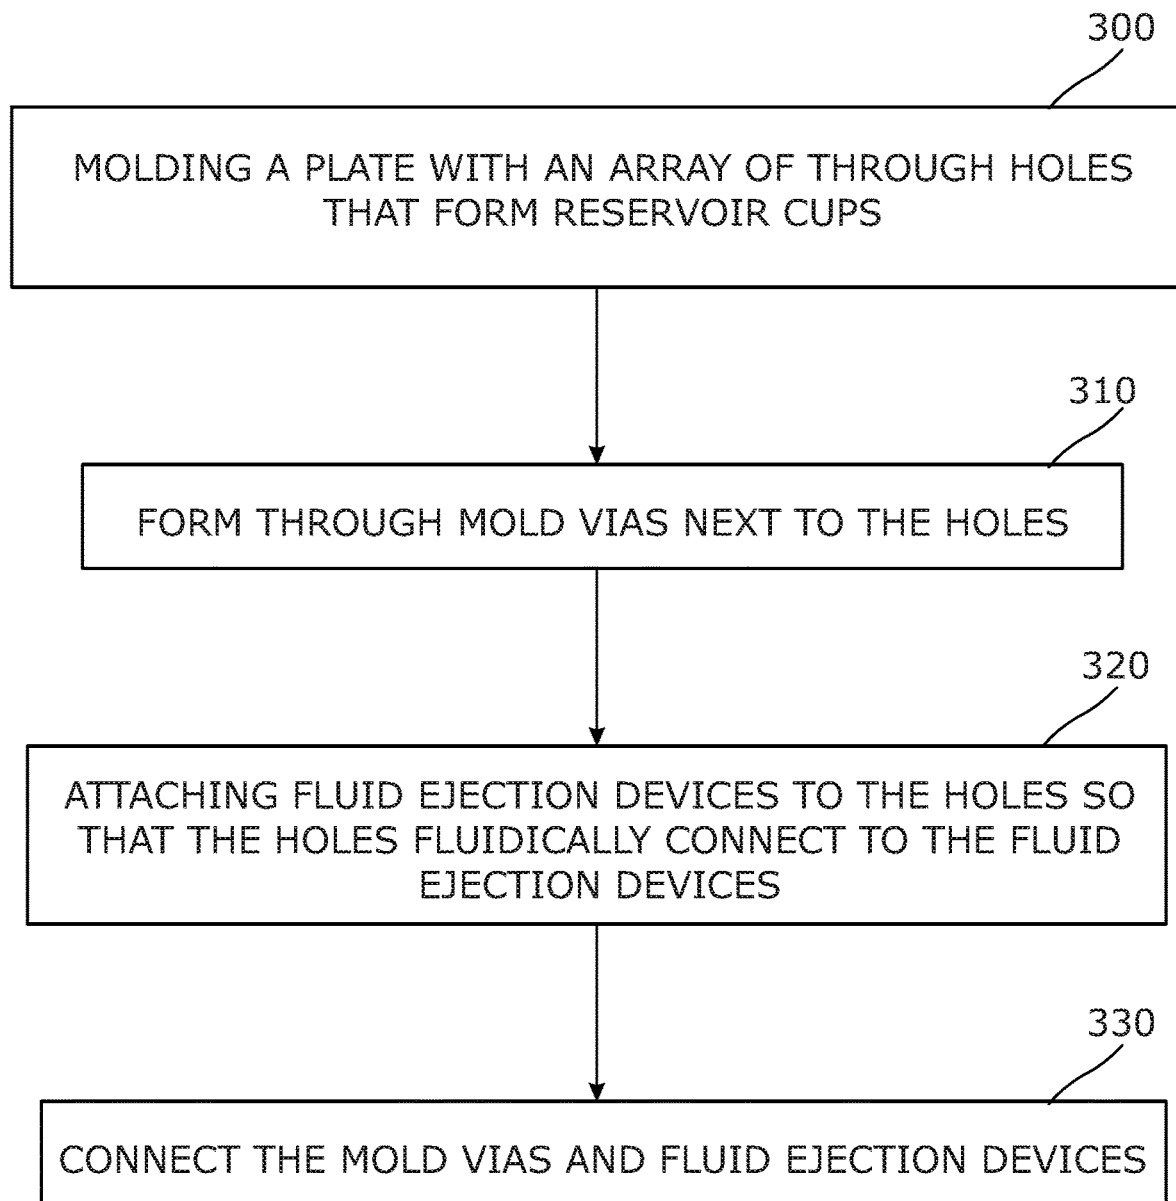 300
MOLDING A PLATE WITH AN ARRAY OF THROUGH HOLES
THAT FORM RESERVOIR CUPS
310
FORM THROUGH MOLD VIAS NEXT TO THE HOLES
320
ATTACHING FLUID EJECTION DEVICES TO THE HOLES SO
THAT THE HOLES FLUIDICALLY CONNECT TO THE FLUID
EJECTION DEVICES
330
CONNECT THE MOLD VIAS AND FLUID EJECTION DEVICES